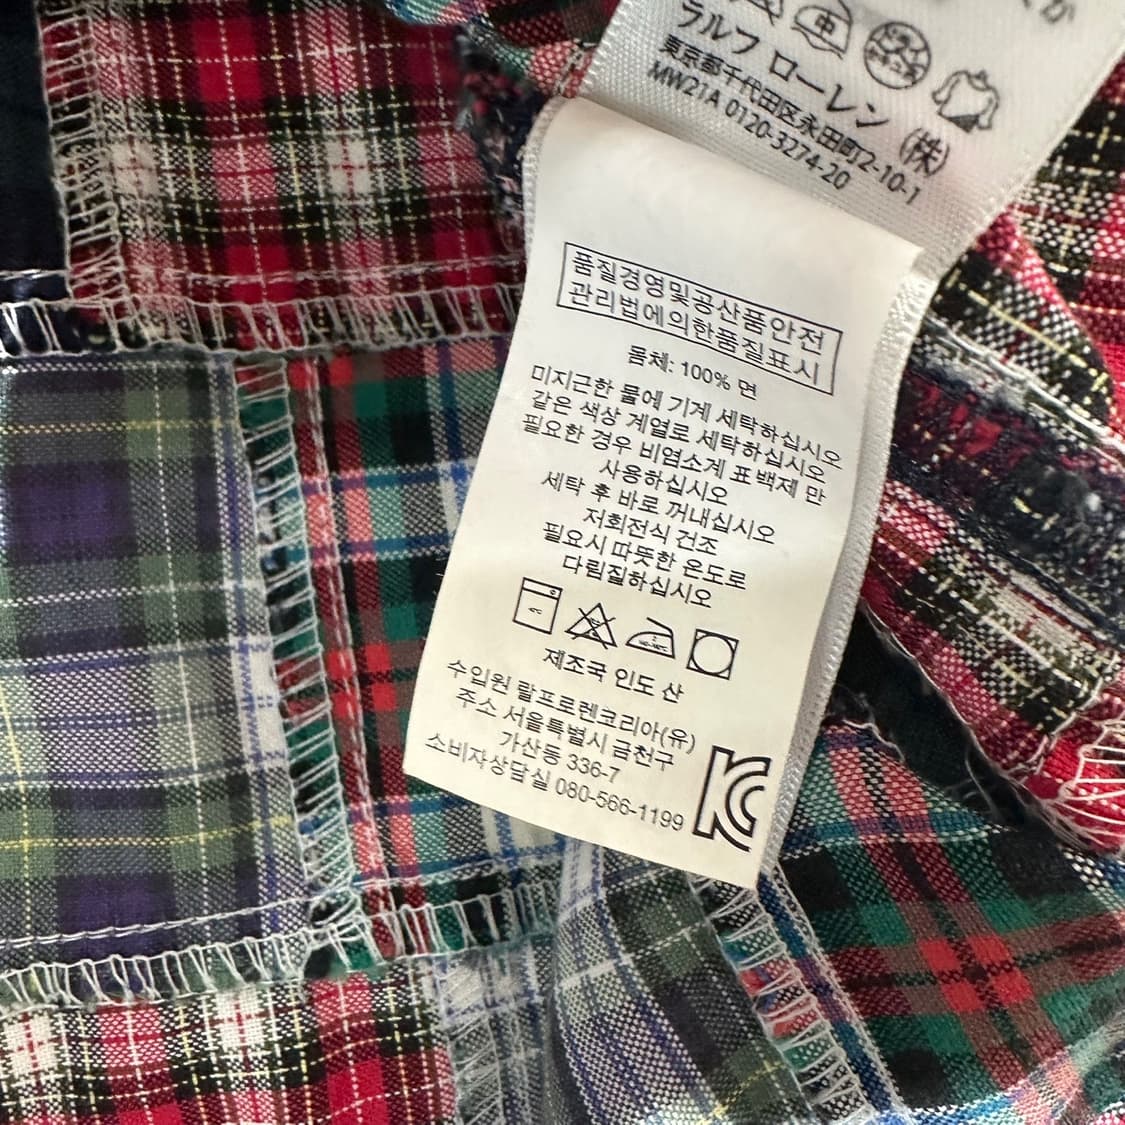 ラルフ ローレン (株)
東京都千代田区永田町2-10-1
MW21A 0120-3274-20
품질경영및공산품안전
관리법에의한품질표시
몸체: 100% 면
미지근한 물에 기계 세탁하십시오
같은 색상 계열로 세탁하십시오
필요한 경우 비염소계 표백제 만
사용하십시오
세탁 후 바로 꺼내십시오
저회전식 건조
필요시 따뜻한 온도로
다림질하십시오
제조국 인도 산
수입원 랄프로렌코리아(유)
주소 서울특별시 금천구
가산동 336-7
소비자상담실 080-566-1199
KC